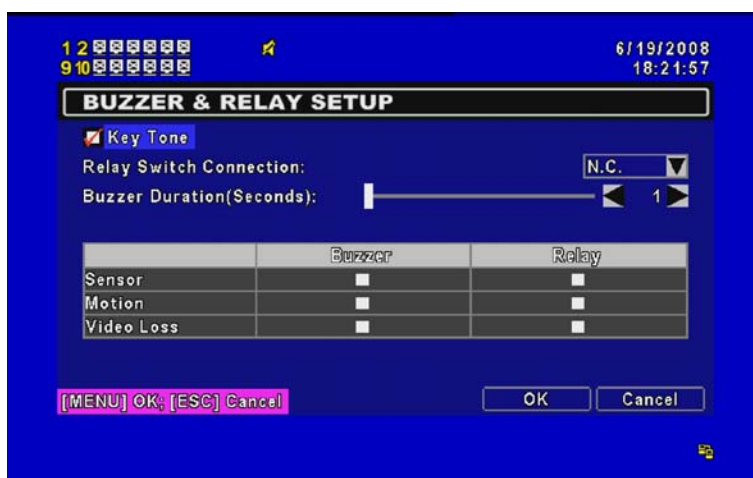 1 2
6/19/2008
9 10
18:21:57
BUZZER & RELAY SETUP
Key Tone
Relay Switch Connection: N.C.
Buzzer Duration(Seconds): 1
Buzzer Relay
Sensor
Motion
Video Loss
[MENU] OK; [ESC] Cancel
OK Cancel